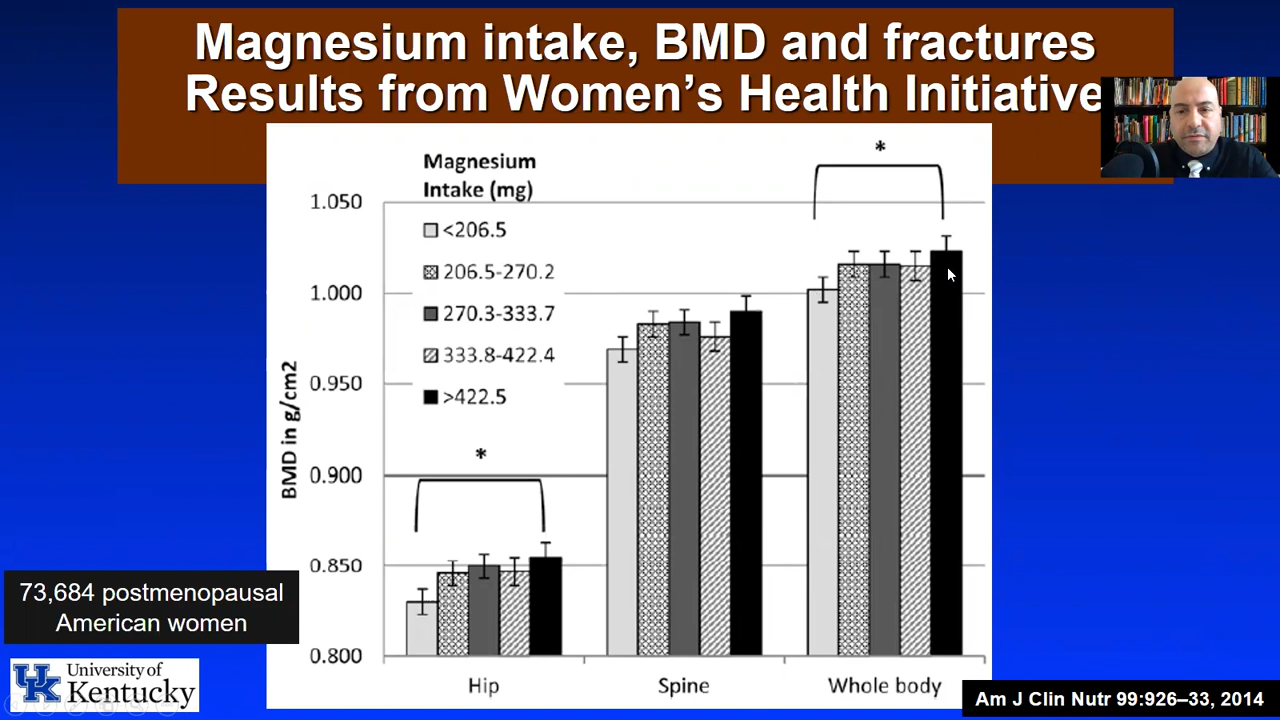 Magnesium intake, BMD and fractures
Results from Women's Health Initiative
Magnesium
Intake (mg)
<206.5
206.5-270.2
270.3-333.7
333.8-422.4
>422.5
*
*
BMD in g/cm2
1.050
1.000
0.950
0.900
0.850
0.800
Hip
Spine
Whole body
73,684 postmenopausal
American women
UK
University of
Kentucky
Am J Clin Nutr 99:926–33, 2014